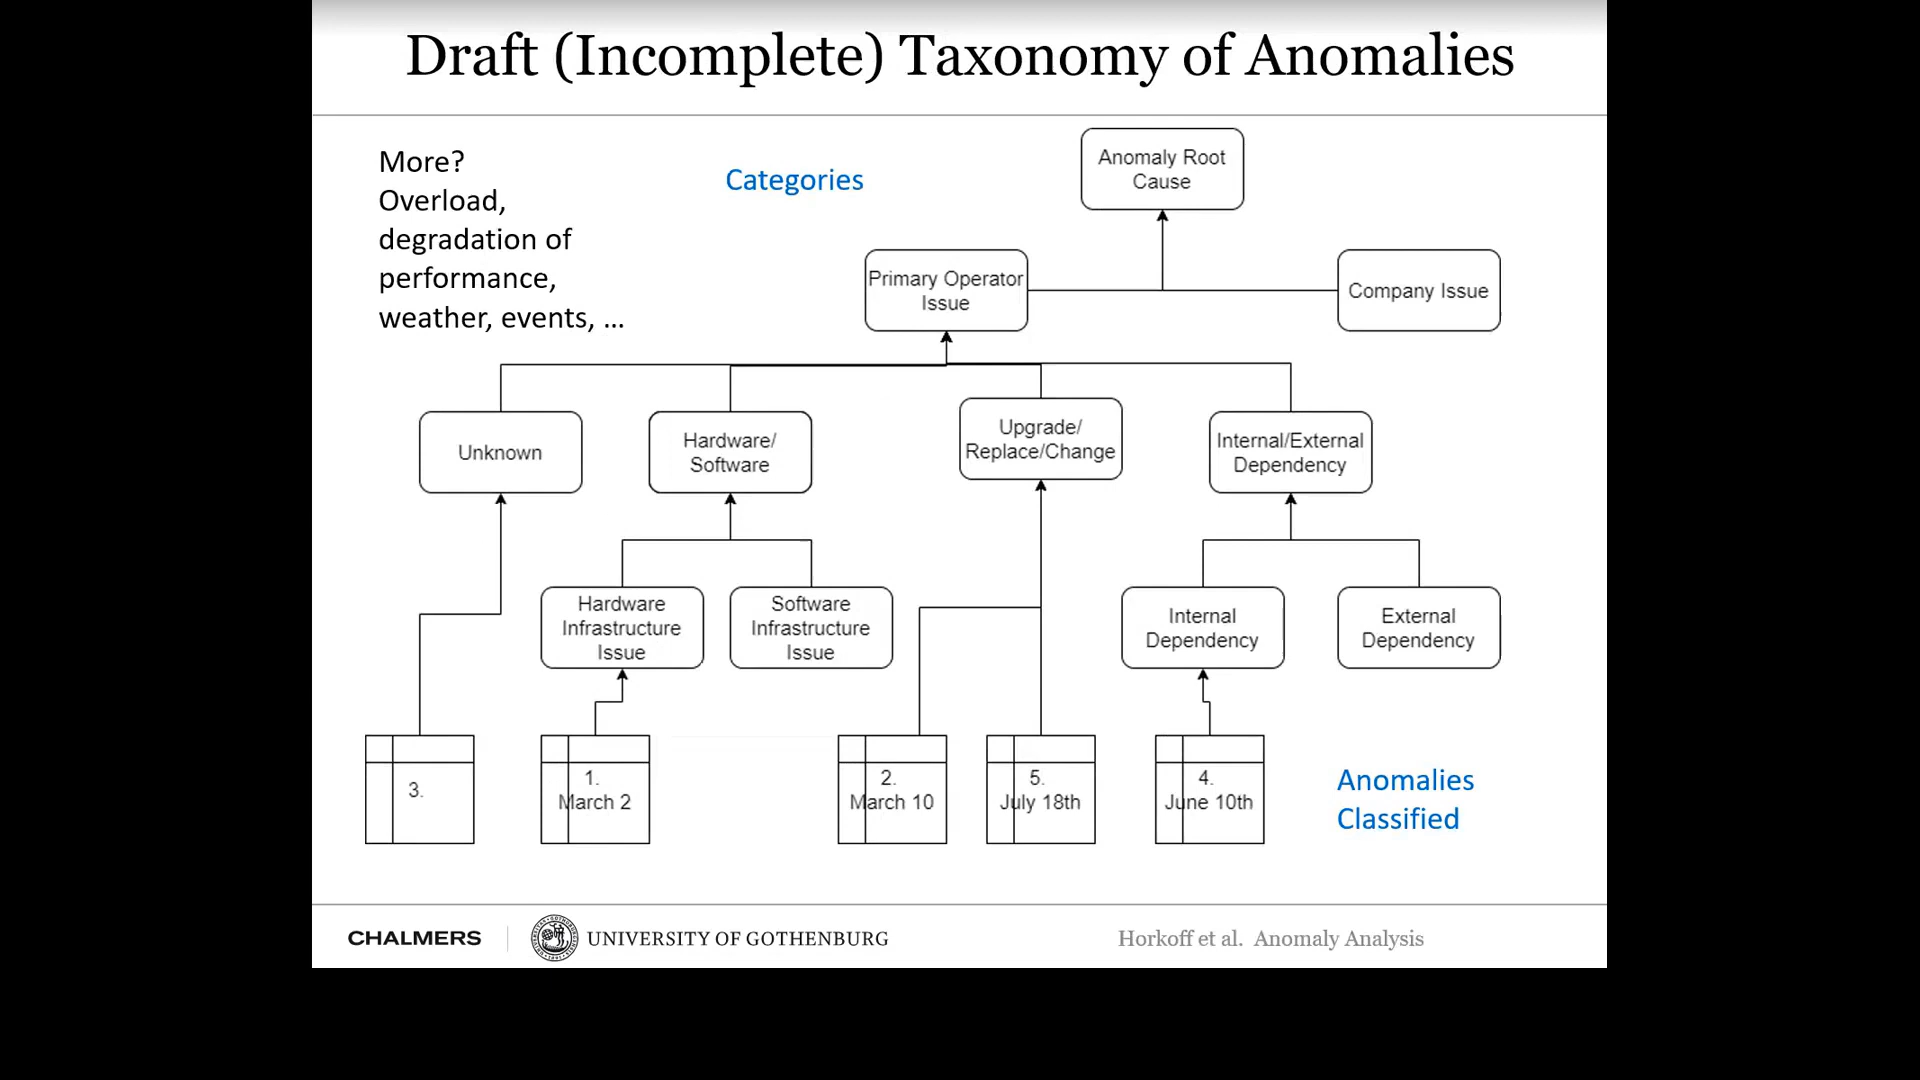 Draft (Incomplete) Taxonomy of Anomalies
More?
Overload,
degradation of
performance,
weather, events, ...
Categories
Anomaly Root
Cause
Primary Operator
Issue
Company Issue
Unknown
Hardware/
Software
Upgrade/
Replace/Change
Internal/External
Dependency
Hardware
Infrastructure
Issue
Software
Infrastructure
Issue
Internal
Dependency
External
Dependency
3.
1.
March 2
2.
March 10
5.
July 18th
4.
June 10th
Anomalies
Classified
CHALMERS
UNIVERSITY OF GOTHENBURG
Horkoff et al. Anomaly Analysis